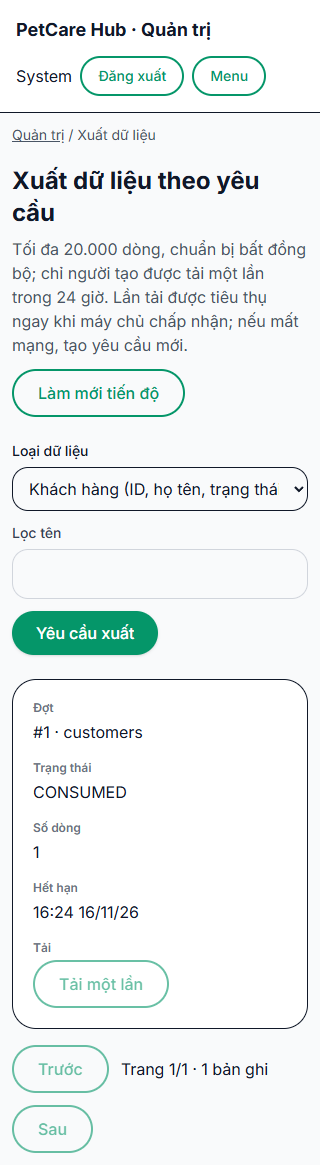 PetCare Hub · Quản trị
System
Đăng xuất
Menu
Quản trị / Xuất dữ liệu
Xuất dữ liệu theo yêu
cầu
Tối đa 20.000 dòng, chuẩn bị bất đồng
bộ; chỉ người tạo được tải một lần
trong 24 giờ. Lần tải được tiêu thụ
ngay khi máy chủ chấp nhận; nếu mất
mạng, tạo yêu cầu mới.
Làm mới tiến độ
Loại dữ liệu
Khách hàng (ID, họ tên, trạng thá
Lọc tên
Yêu cầu xuất
Đợt
#1 · customers
Trạng thái
CONSUMED
Số dòng
1
Hết hạn
16:24 16/11/26
Tải
Tải một lần
Trước
Trang 1/1 · 1 bản ghi
Sau